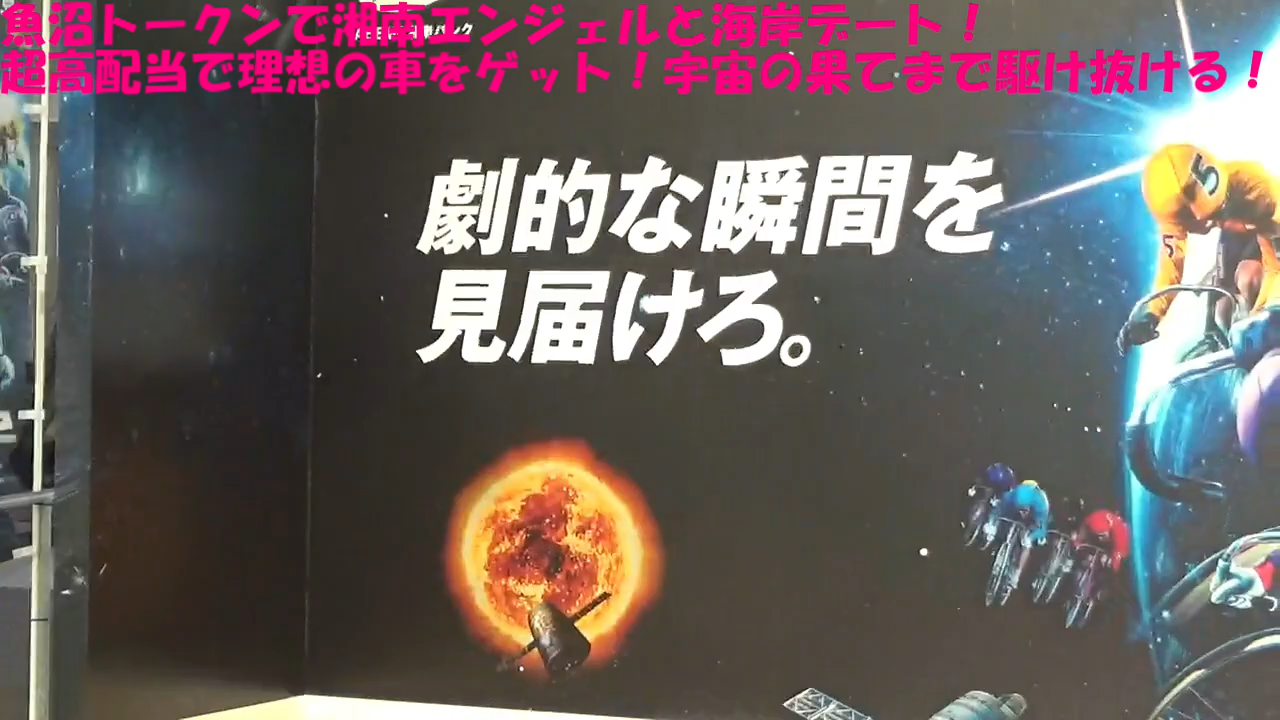 魚沼トークンで湘南エンジェルと海岸デート！
超高配当で理想の車をゲット！宇宙の果てまで駆け抜ける！
劇的な瞬間を
見届けろ。
5
5